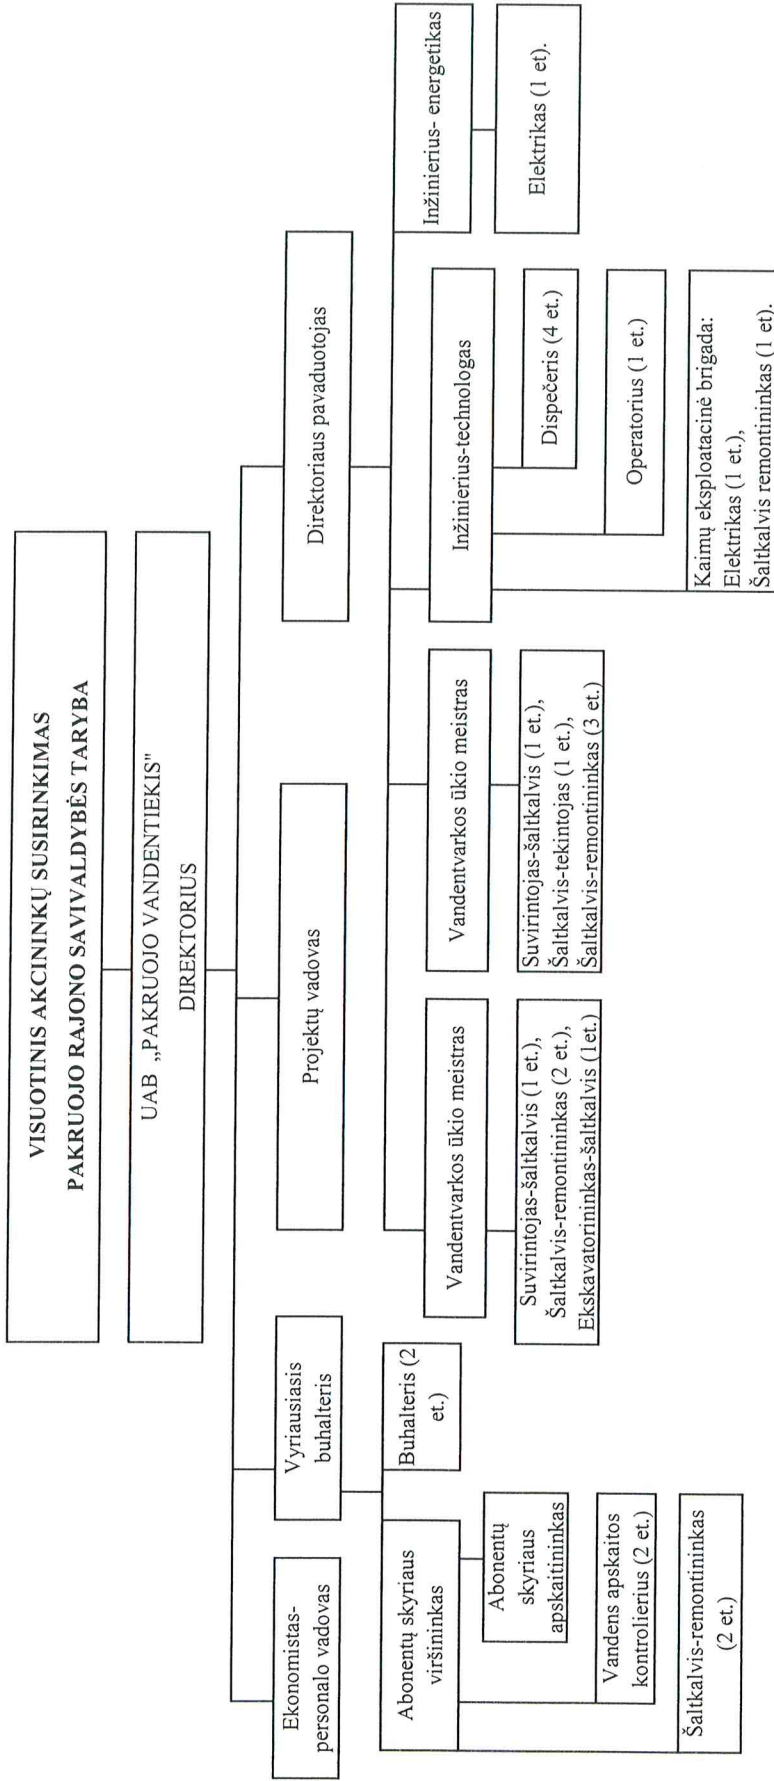 VISUOTINIS AKCININKŲ SUSIRINKIMAS
PAKRUOJO RAJONO SAVIVALDYBĖS TARYBA
UAB „PAKRUOJO VANDENTIEKIS"
DIREKTORIUS
Ekonomistas-
personalo vadovas
Vyriausiasis
buhalteris
Projektų vadovas
Direktoriaus pavaduotojas
Abonentų skyriaus
viršininkas
Buhalteris (2
et.)
Abonentų
skyriaus
apskaitininkas
Vandens apskaitos
kontrolierius (2 et.)
Šaltkalvis-remontininkas
(2 et.)
Vandentvarkos ūkio meistras
Suvirintojas-šaltkalvis (1 et.),
Šaltkalvis-remontininkas (2 et.),
Ekskavatorininkas-šaltkalvis (1et.)
Vandentvarkos ūkio meistras
Suvirintojas-šaltkalvis (1 et.),
Šaltkalvis-tekintojas (1 et.),
Šaltkalvis-remontininkas (3 et.)
Inžinierius-technologas
Dispečeris (4 et.)
Operatorius (1 et.)
Kaimų eksploatacinė brigada:
Elektrikas (1 et.),
Šaltkalvis remontininkas (1 et).
Inžinierius- energetikas
Elektrikas (1 et).